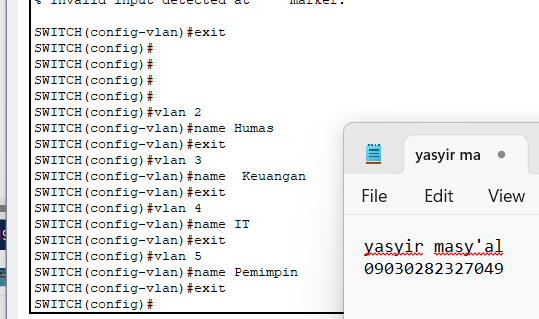 % Invalid input detected at marker.
SWITCH(config-vlan)#exit
SWITCH(config)#
SWITCH(config)#
SWITCH(config)#
SWITCH(config)#
SWITCH(config)#vlan 2
SWITCH(config-vlan)#name Humas
SWITCH(config-vlan)#exit
SWITCH(config)#vlan 3
SWITCH(config-vlan)#name  Keuangan
SWITCH(config-vlan)#exit
SWITCH(config)#vlan 4
SWITCH(config-vlan)#name IT
SWITCH(config-vlan)#exit
SWITCH(config)#vlan 5
SWITCH(config-vlan)#name Pemimpin
SWITCH(config-vlan)#exit
SWITCH(config)#
yasyir ma
File Edit View
yasyir masy'al
09030282327049